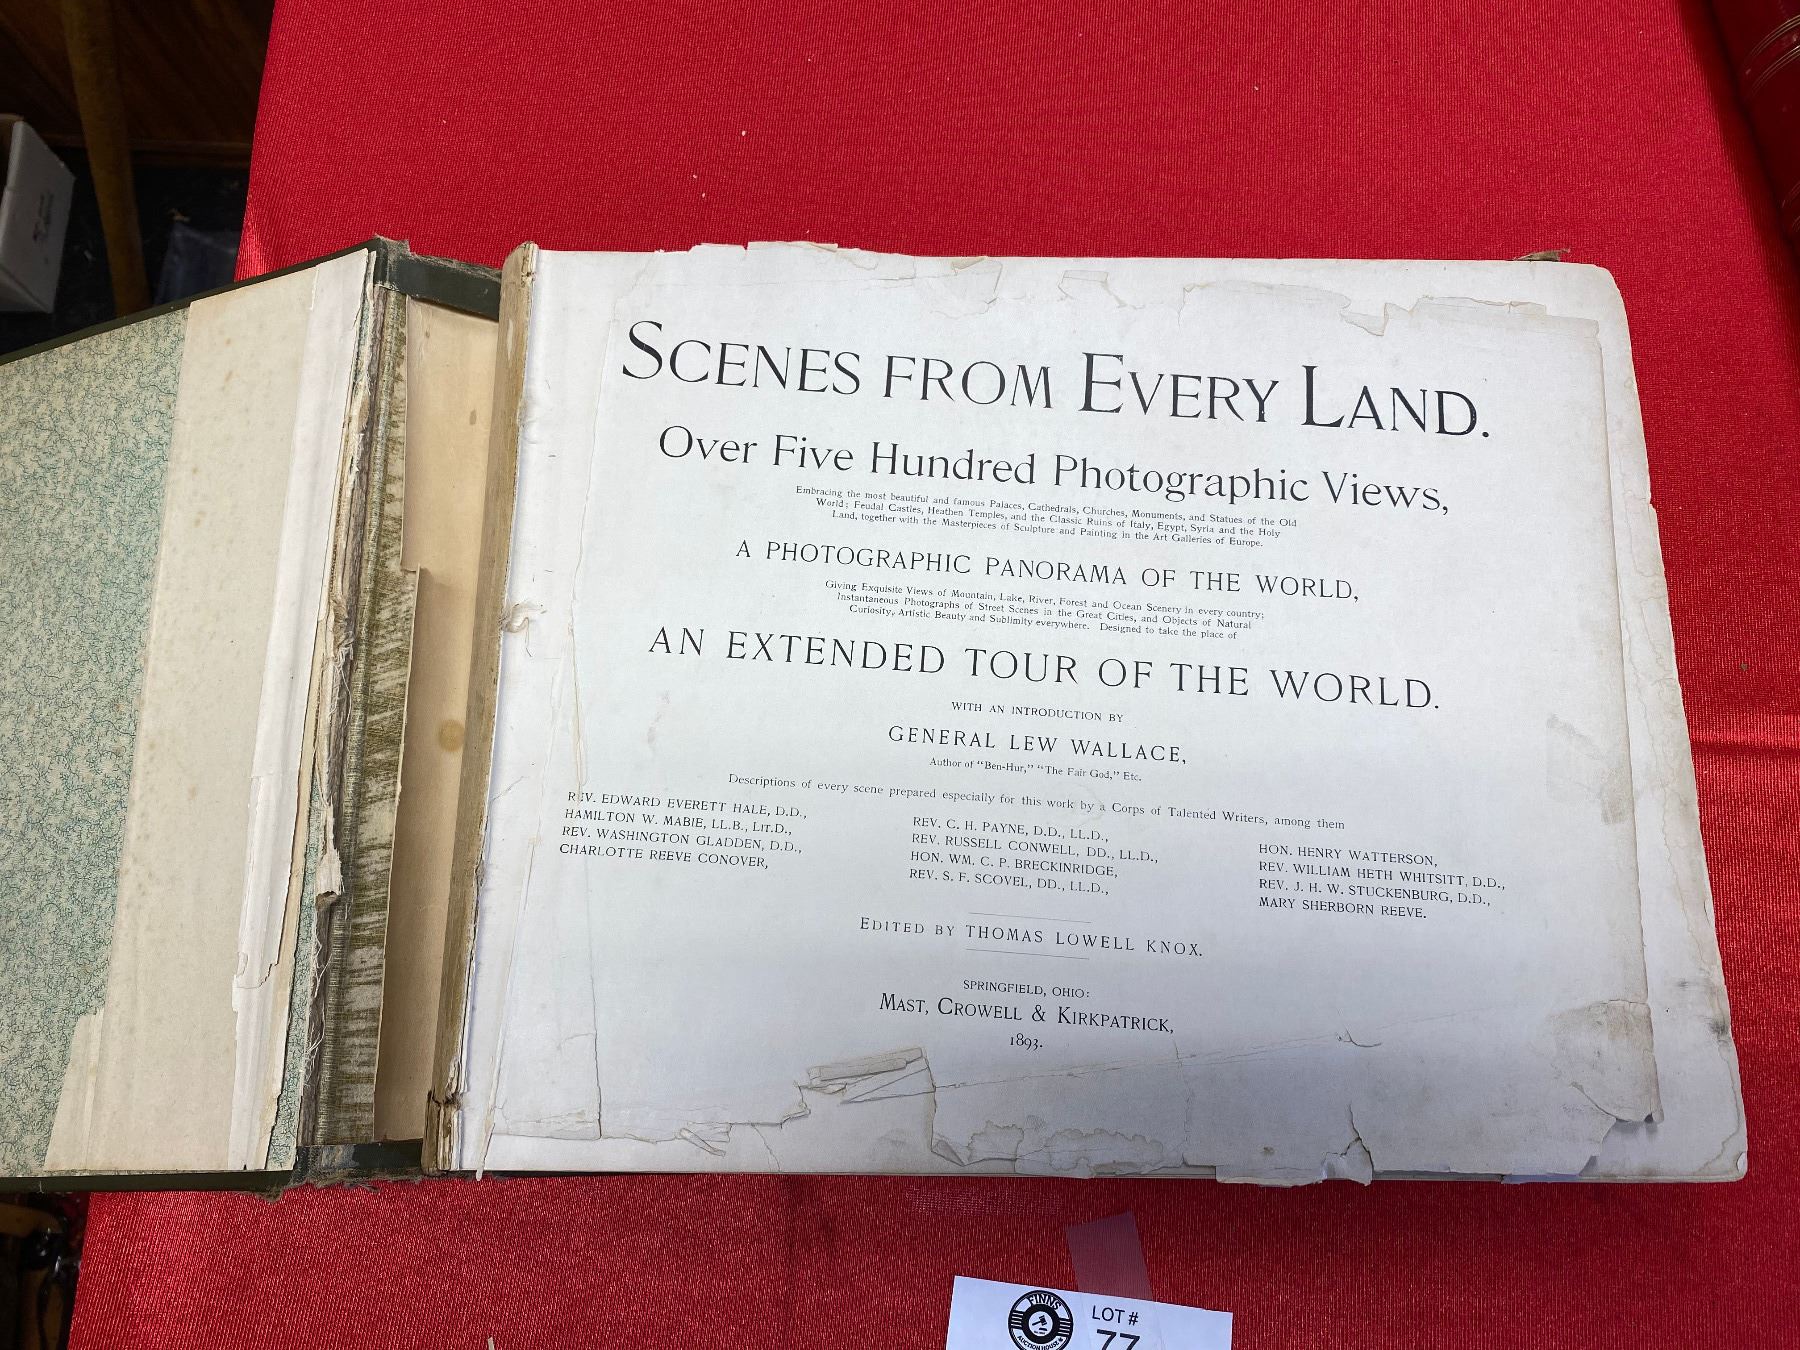 Scenes from Every Land.
Over Five Hundred Photographic Views,
Embracing the most beautiful and famous Palaces, Cathedrals, Churches, Monuments, and Statues of the Old
World; Feudal Castles, Heathen Temples, and the Classic Ruins of Italy, Egypt, Syria and the Holy
Land, together with the Masterpieces of Sculpture and Painting in the Art Galleries of Europe.
A PHOTOGRAPHIC PANORAMA OF THE WORLD,
Giving Exquisite Views of Mountain, Lake, River, Forest and Ocean Scenery in every country;
Instantaneous Photographs of Street Scenes in the Great Cities, and Objects of Natural
Curiosity, Artistic Beauty and Sublimity everywhere. Designed to take the place of
AN EXTENDED TOUR OF THE WORLD.
WITH AN INTRODUCTION BY
GENERAL LEW WALLACE,
Author of "Ben-Hur," "The Fair God," Etc.
Descriptions of every scene prepared especially for this work by a Corps of Talented Writers, among them
REV. EDWARD EVERETT HALE, D.D.,
HAMILTON W. MABIE, LL.B., Lit.D.,
REV. WASHINGTON GLADDEN, D.D.,
CHARLOTTE REEVE CONOVER,
REV. C. H. PAYNE, D.D., LL.D.,
REV. RUSSELL CONWELL, DD., LL.D.,
HON. WM. C. P. BRECKINRIDGE,
REV. S. F. SCOVEL, DD., LL.D.,
HON. HENRY WATTERSON,
REV. WILLIAM HETH WHITSITT, D.D.,
REV. J. H. W. STUCKENBURG, D.D.,
MARY SHERBORN REEVE.
Edited by THOMAS LOWELL KNOX.
SPRINGFIELD, OHIO:
Mast, Crowell & Kirkpatrick,
1893.
FINNS
AUCTION HOUSE
LOT #
77